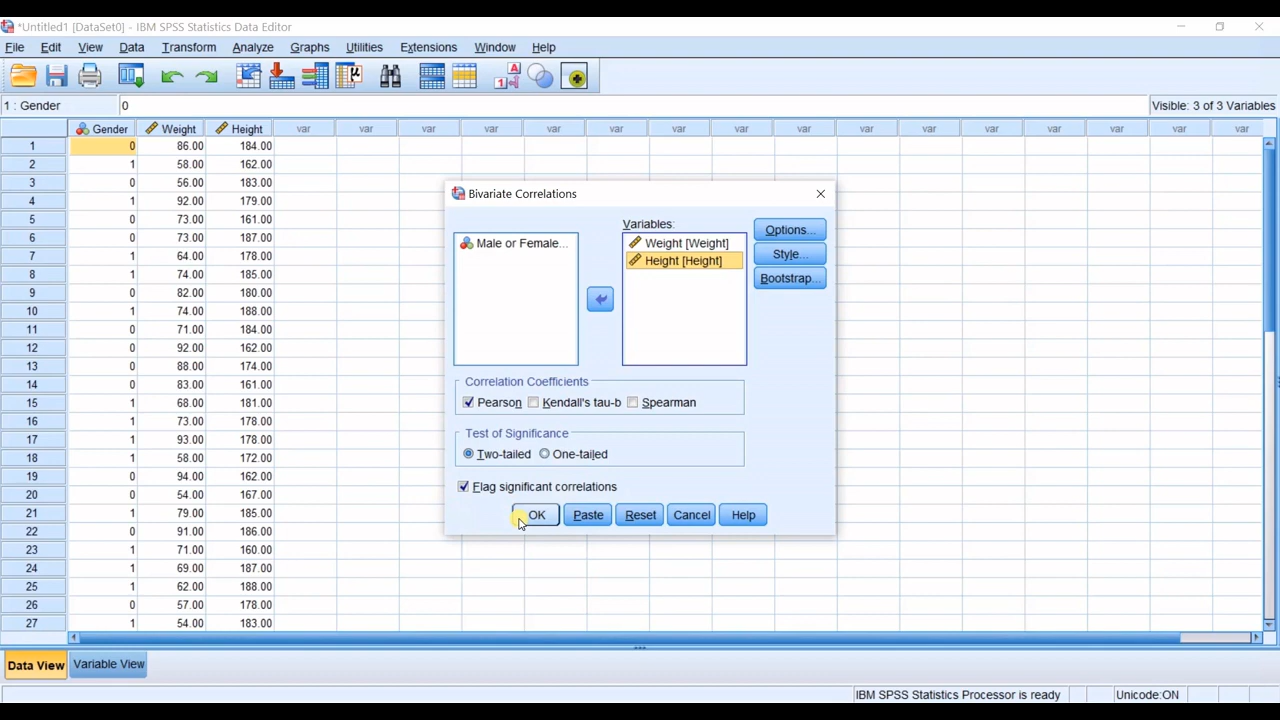 *Untitled1 [DataSet0] - IBM SPSS Statistics Data Editor
File Edit View Data Transform Analyze Graphs Utilities Extensions Window Help
1 : Gender 0 Visible: 3 of 3 Variables
Gender Weight Height var var var var var var var var var var var var var var var var
1 0 86.00 184.00
2 1 58.00 162.00
3 0 56.00 183.00
4 1 92.00 179.00
5 0 73.00 161.00
6 0 73.00 187.00
7 1 64.00 178.00
8 1 74.00 185.00
9 0 82.00 180.00
10 1 74.00 188.00
11 0 71.00 184.00
12 0 92.00 162.00
13 0 88.00 174.00
14 0 83.00 161.00
15 1 68.00 181.00
16 1 73.00 178.00
17 1 93.00 178.00
18 1 58.00 172.00
19 0 94.00 162.00
20 0 54.00 167.00
21 1 79.00 185.00
22 0 91.00 186.00
23 1 71.00 160.00
24 1 69.00 187.00
25 1 62.00 188.00
26 0 57.00 178.00
27 1 54.00 183.00
Bivariate Correlations
Variables:
Male or Female...
Weight [Weight]
Height [Height]
Options...
Style...
Bootstrap...
Correlation Coefficients
Pearson Kendall's tau-b Spearman
Test of Significance
Two-tailed One-tailed
Flag significant correlations
OK Paste Reset Cancel Help
Data View Variable View
IBM SPSS Statistics Processor is ready Unicode:ON